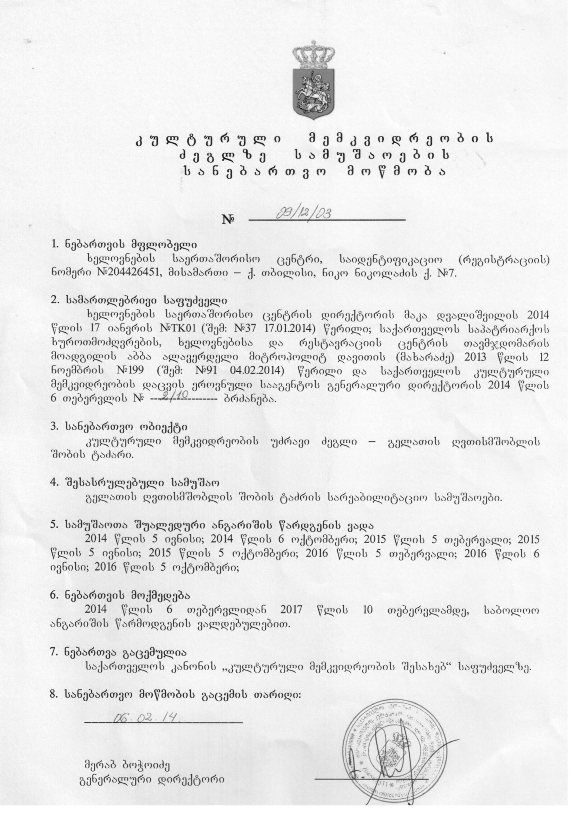 კულტურული მემკვიდრეობის
ძეგლზე სამუშაოების
სანებართვო მოწმობა
№ 09/12/03
1. ნებართვის მფლობელი
ხელოვნების საერთაშორისო ცენტრი, საიდენტიფიკაციო (რეგისტრაციის)
ნომერი №204426451, მისამართი – ქ. თბილისი, ნიკო ნიკოლაძის ქ. №7.
2. სამართლებრივი საფუძველი
ხელოვნების საერთაშორისო ცენტრის დირექტორის მაკა დვალიშვილის 2014
წლის 17 იანვრის №TK01 (შემ: №37 17.01.2014) წერილი; საქართველოს საპატრიარქოს
ხუროთმოძღვრების, ხელოვნებისა და რესტავრაციის ცენტრის თავმჯდომარის
მოადგილის აბბა ალავერდელი მიტროპოლიტ დავითის (მახარაძე) 2013 წლის 12
ნოემბრის №199 (შემ: №91 04.02.2014) წერილი და საქართველოს კულტურული
მემკვიდრეობის დაცვის ეროვნული სააგენტოს გენერალური დირექტორის 2014 წლის
6 თებერვლის № 2/10 ბრძანება.
3. სანებართვო ობიექტი
კულტურული მემკვიდრეობის უძრავი ძეგლი – გელათის ღვთისმშობლის
შობის ტაძარი.
4. შესასრულებელი სამუშაო
გელათის ღვთისმშობლის შობის ტაძრის სარეაბილიტაციო სამუშაოები.
5. სამუშაოთა შუალედური ანგარიშის წარდგენის ვადა
2014 წლის 5 ივნისი; 2014 წლის 6 ოქტომბერი; 2015 წლის 5 თებერვალი; 2015
წლის 5 ივნისი; 2015 წლის 5 ოქტომბერი; 2016 წლის 5 თებერვალი; 2016 წლის 6
ივნისი; 2016 წლის 5 ოქტომბერი;
6. ნებართვის მოქმედება
2014 წლის 6 თებერვლიდან 2017 წლის 10 თებერვლამდე, საბოლოო
ანგარიშის წარმოდგენის ვალდებულებით.
7. ნებართვა გაცემულია
საქართველოს კანონის „კულტურული მემკვიდრეობის შესახებ“ საფუძველზე.
8. სანებართვო მოწმობის გაცემის თარიღი:
06.02.14
მერაბ ბოჭოიძე
გენერალური დირექტორი